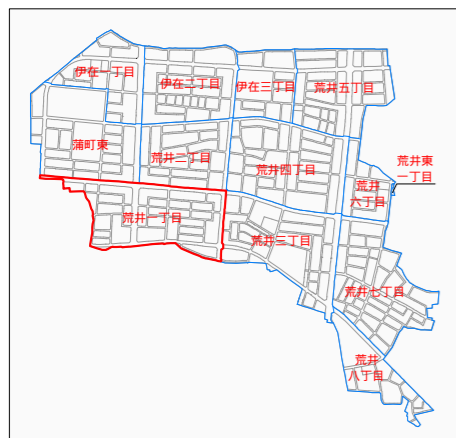 伊在一丁目
伊在二丁目
伊在三丁目
荒井五丁目
蒲町東
荒井二丁目
荒井四丁目
荒井東
一丁目
荒井
六丁目
荒井一丁目
荒井三丁目
荒井七丁目
荒井
八丁目